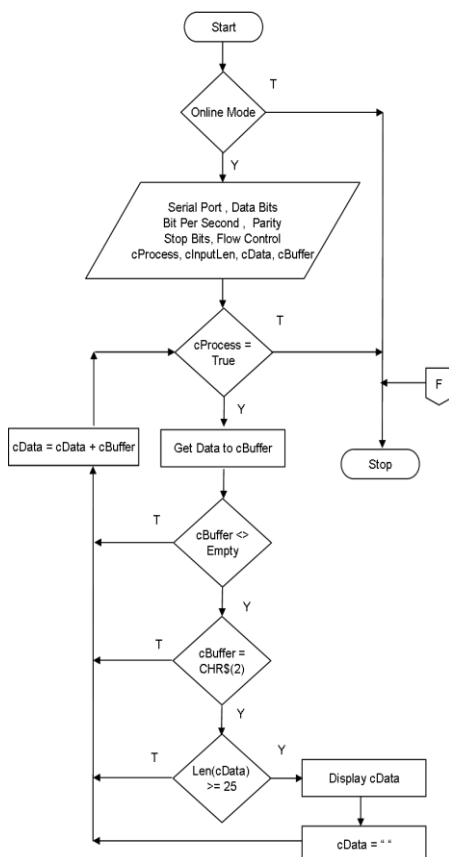 Start
T
Online Mode
Y
Serial Port , Data Bits
Bit Per Second , Parity
Stop Bits, Flow Control
cProcess, cInputLen, cData, cBuffer
cProcess =
True
T
F
Y
cData = cData + cBuffer
Get Data to cBuffer
Stop
T
cBuffer <>
Empty
Y
T
cBuffer =
CHR$(2)
Y
T
Len(cData)
>= 25
Y
Display cData
cData = “ “